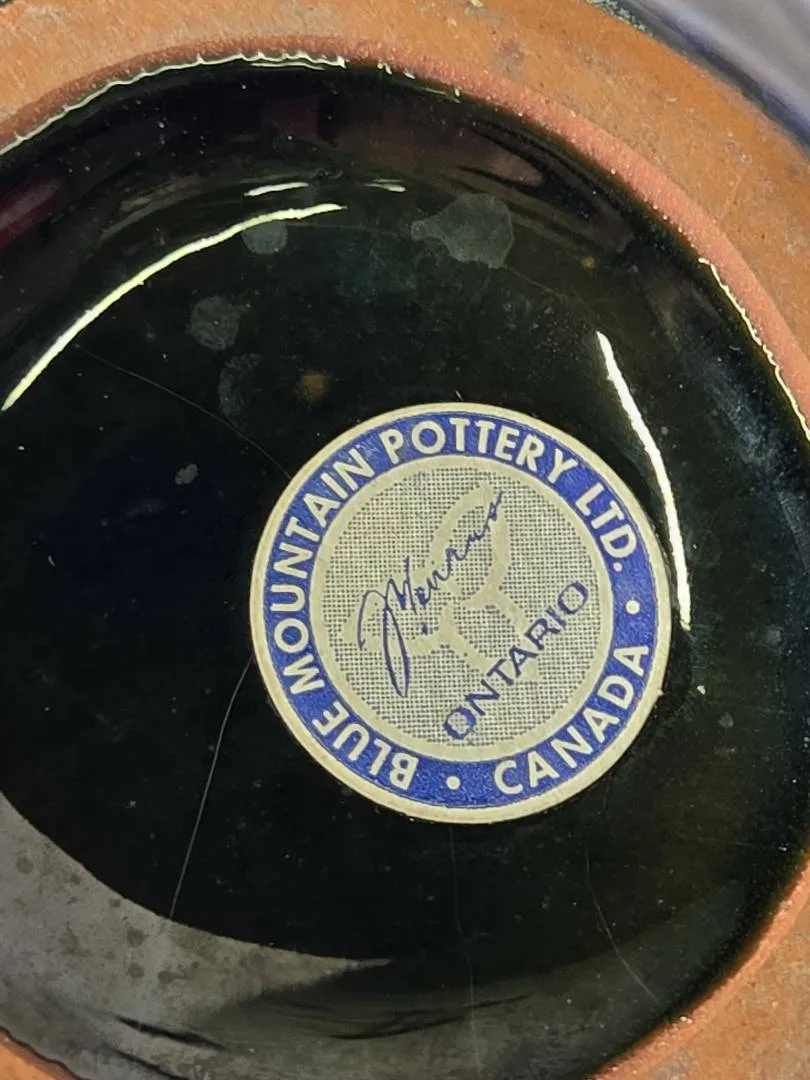 BLUE MOUNTAIN POTTERY LTD.
• CANADA •
ONTARIO